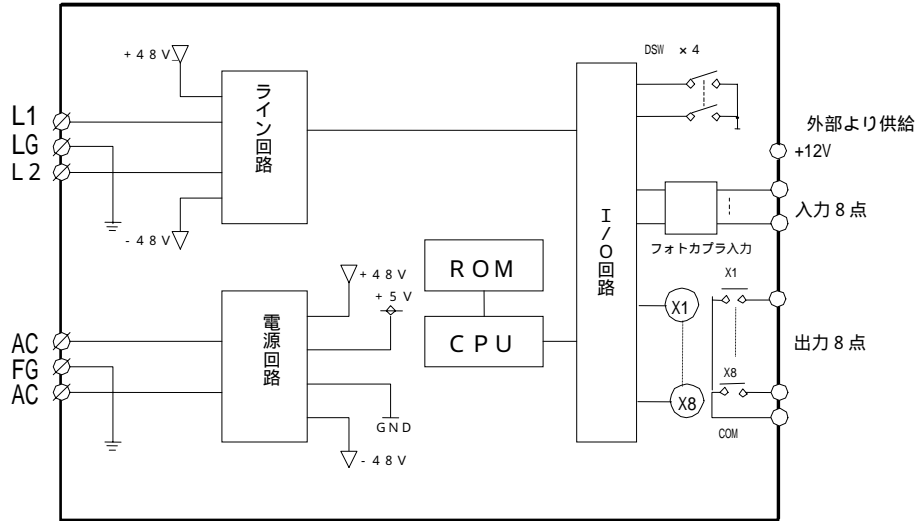 +48V
DSW ×4
L1
LG
L2
ライン回路
外部より供給
+12V
入力8点
-48V
フォトカプラ入力
I/O回路
ROM
X1
+48V
+5V
X1
電源回路
CPU
AC
FG
AC
出力8点
X8
X8
GND
COM
-48V